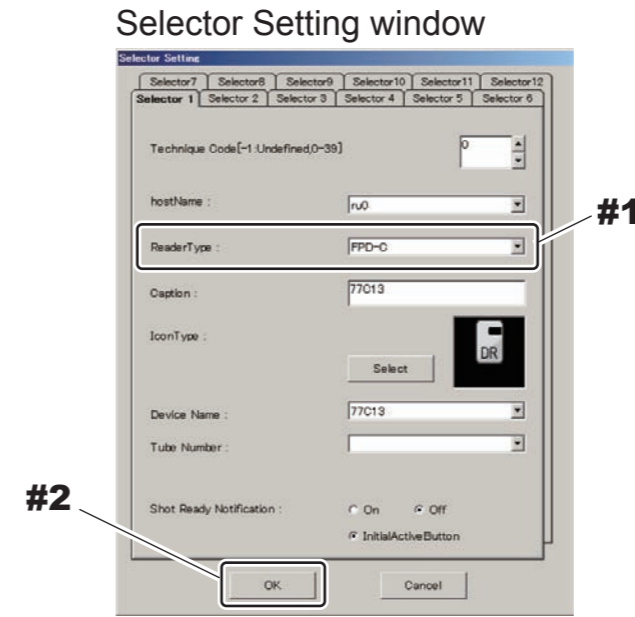 Selector Setting window
Selector Setting
Selector7 Selector8 Selector9 Selector10 Selector11 Selector12
Selector 1 Selector 2 Selector 3 Selector 4 Selector 5 Selector 6
Technique Code[-1:Undefined,0-39] 0
hostName : ru0
#1
ReaderType : FPD-C
Caption : 77C13
IconType :
DR
Select
Device Name : 77C13
Tube Number :
#2
Shot Ready Notification : On Off
InitialActiveButton
OK Cancel